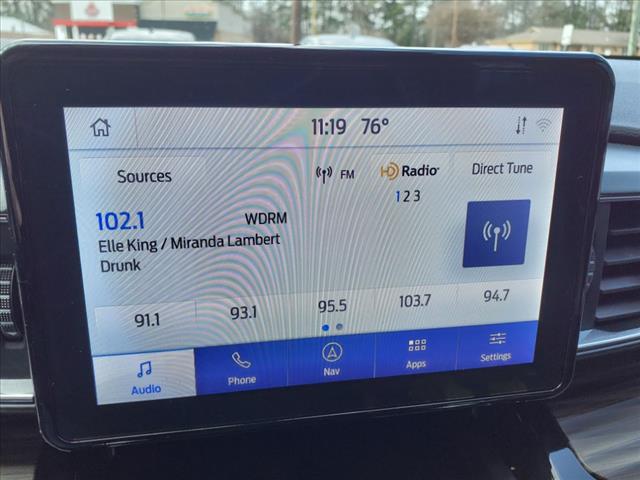 11:19 76°
Sources
FM
HD Radio
Direct Tune
1 2 3
102.1
WDRM
Elle King / Miranda Lambert
Drunk
91.1
93.1
95.5
103.7
94.7
Audio
Phone
Nav
Apps
Settings